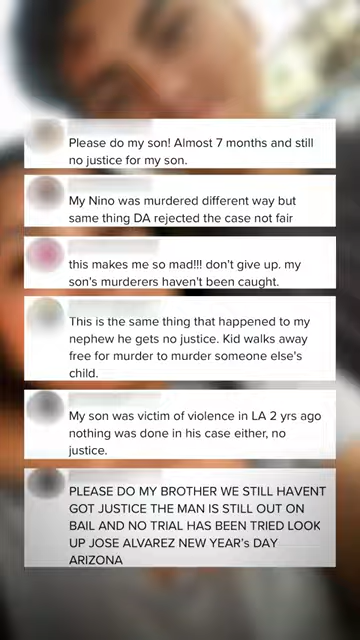 Please do my son! Almost 7 months and still
no justice for my son.
My Nino was murdered different way but
same thing DA rejected the case not fair
this makes me so mad!!! don't give up. my
son's murderers haven't been caught.
This is the same thing that happened to my
nephew he gets no justice. Kid walks away
free for murder to murder someone else's
child.
My son was victim of violence in LA 2 yrs ago
nothing was done in his case either, no
justice.
PLEASE DO MY BROTHER WE STILL HAVENT
GOT JUSTICE THE MAN IS STILL OUT ON
BAIL AND NO TRIAL HAS BEEN TRIED LOOK
UP JOSE ALVAREZ NEW YEAR's DAY
ARIZONA